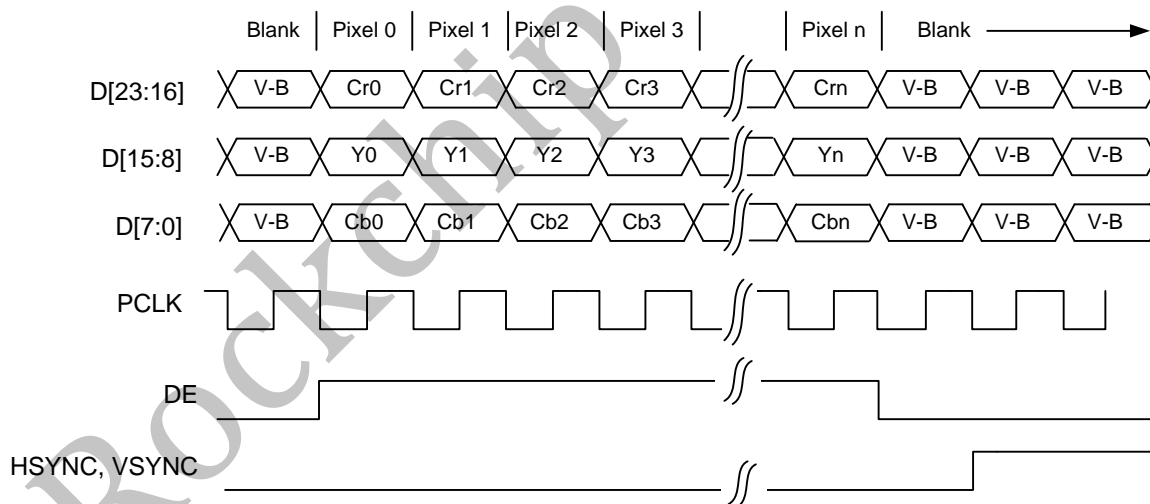 Blank Pixel 0 Pixel 1 Pixel 2 Pixel 3 Pixel n Blank
D[23:16] V-B Cr0 Cr1 Cr2 Cr3 Crn V-B V-B V-B
D[15:8] V-B Y0 Y1 Y2 Y3 Yn V-B V-B V-B
D[7:0] V-B Cb0 Cb1 Cb2 Cb3 Cbn V-B V-B V-B
PCLK
DE
HSYNC, VSYNC
Rockchip